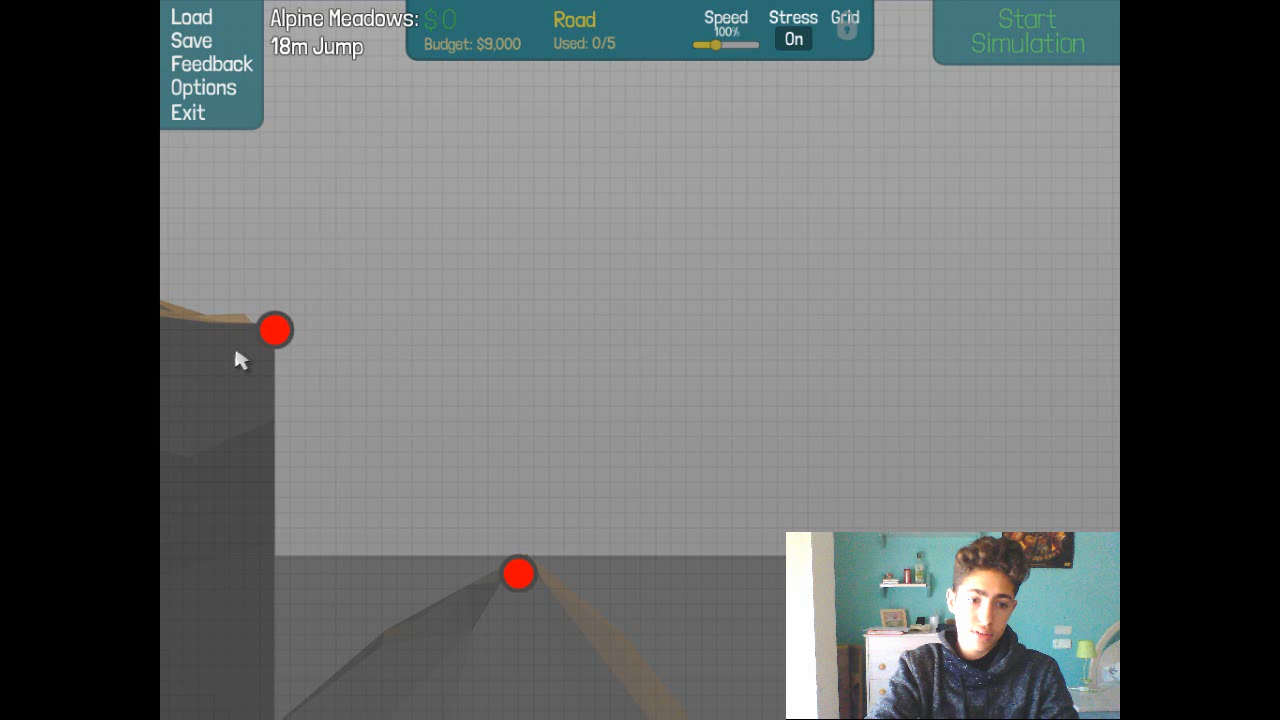 Load
Save
Feedback
Options
Exit
Alpine Meadows:
18m Jump
$0
Budget: $9,000
Road
Used: 0/5
Speed
100%
Stress
On
Grid
Start
Simulation